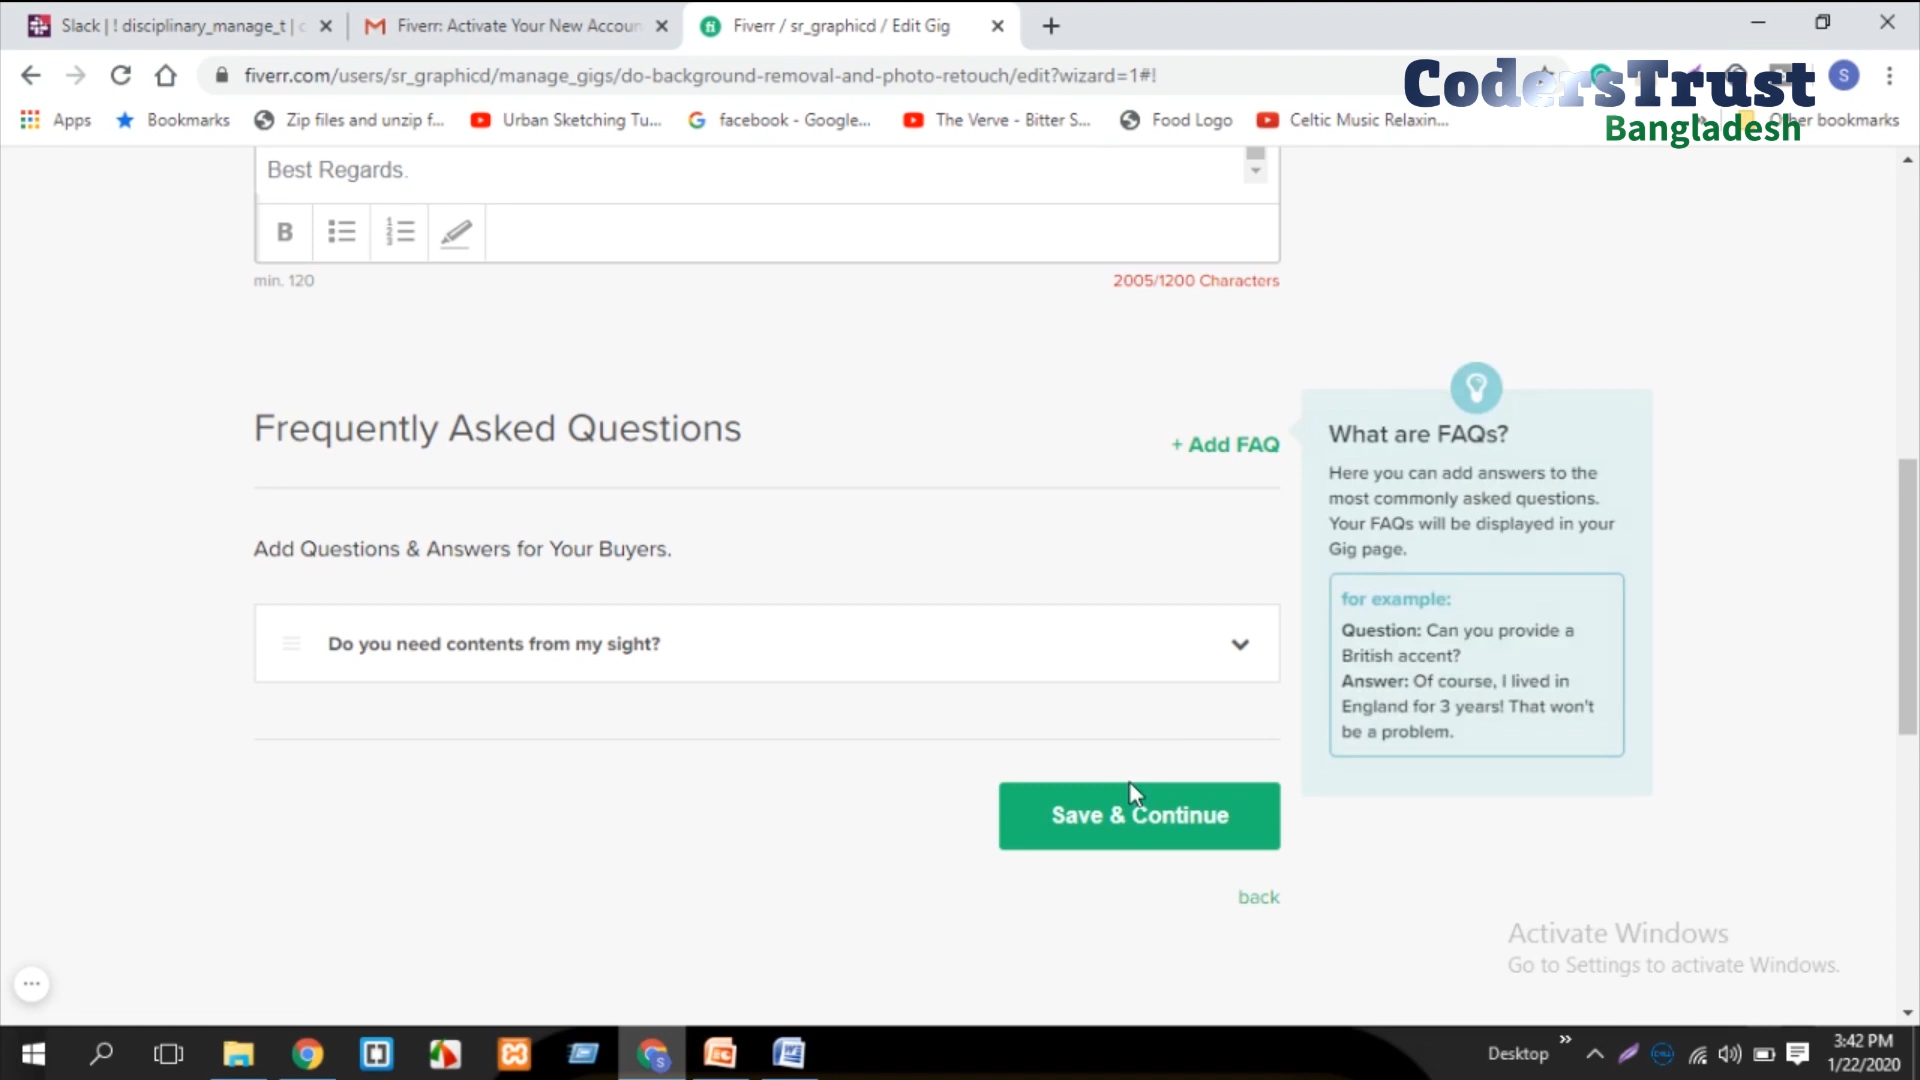 Slack | ! disciplinary_manage_t | c
Fiverr: Activate Your New Accoun
Fiverr / sr_graphicd / Edit Gig
fiverr.com/users/sr_graphicd/manage_gigs/do-background-removal-and-photo-retouch/edit?wizard=1#!
S
CodersTrust
Bangladesh
Apps
Bookmarks
Zip files and unzip f...
Urban Sketching Tu...
facebook - Google...
The Verve - Bitter S...
Food Logo
Celtic Music Relaxin...
Other bookmarks
Best Regards.
B
min. 120
2005/1200 Characters
Frequently Asked Questions
+ Add FAQ
Add Questions & Answers for Your Buyers.
Do you need contents from my sight?
Save & Continue
back
What are FAQs?
Here you can add answers to the
most commonly asked questions.
Your FAQs will be displayed in your
Gig page.
for example:
Question: Can you provide a
British accent?
Answer: Of course, I lived in
England for 3 years! That won't
be a problem.
Activate Windows
Go to Settings to activate Windows.
Desktop
3:42 PM
1/22/2020